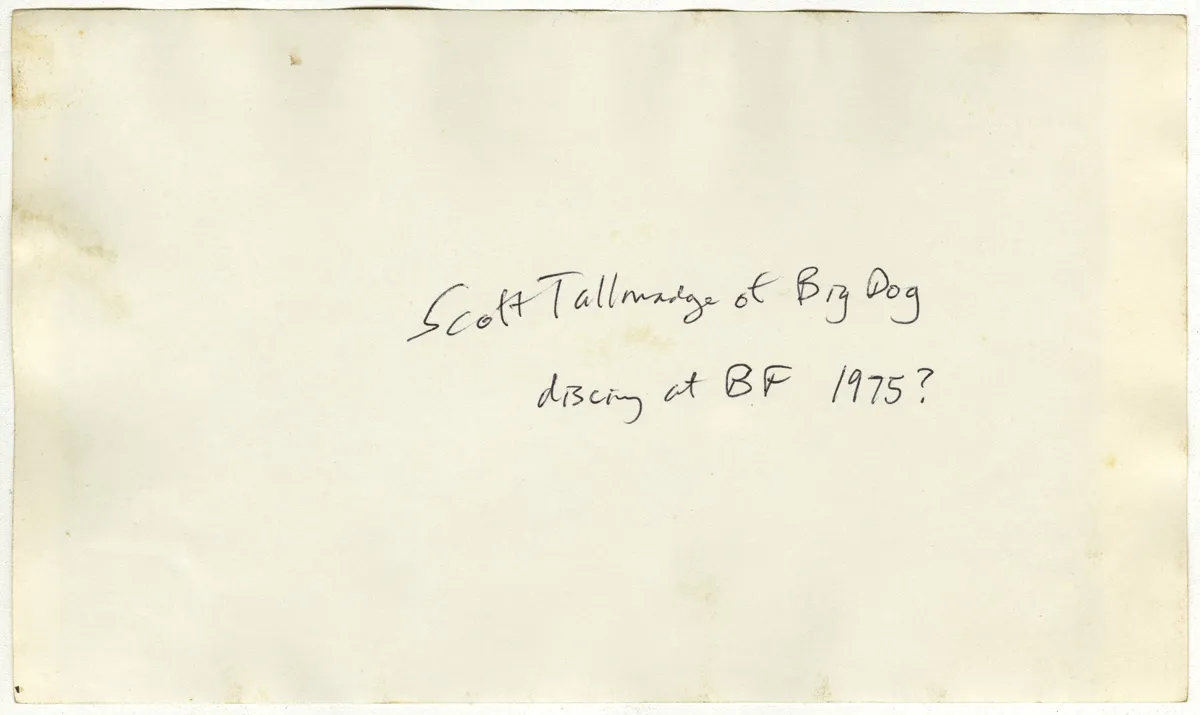 Scott Tallmadge of Big Dog
discing at BF 1975?